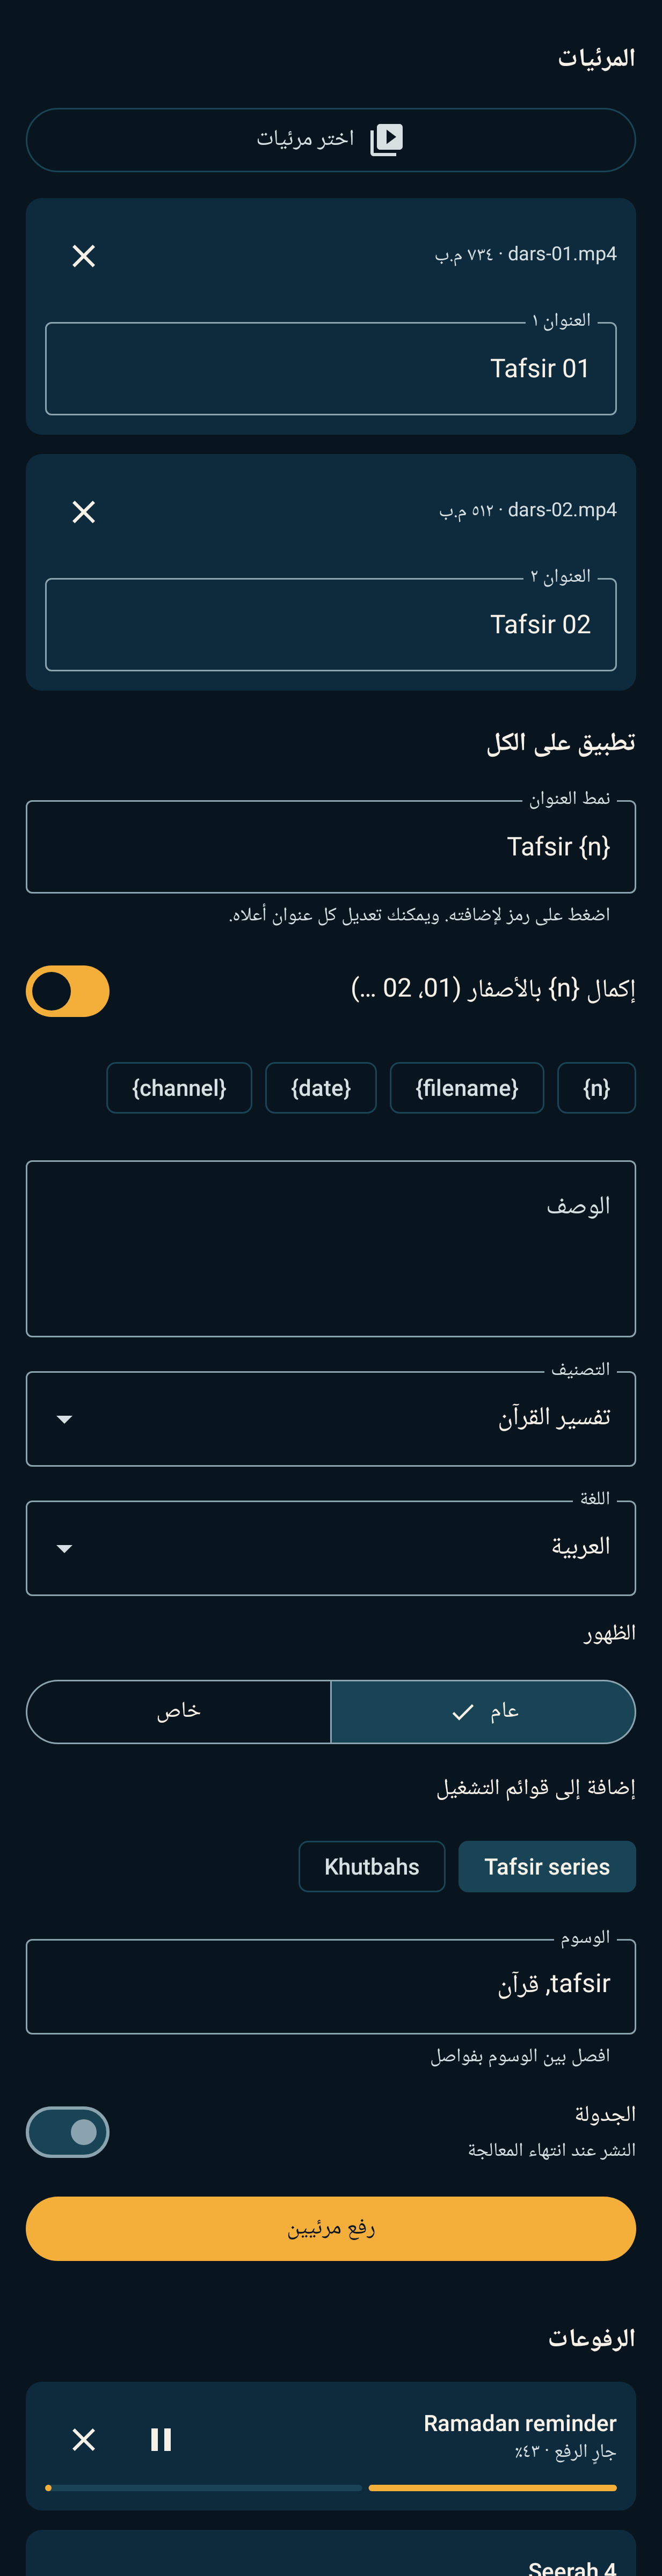 المرئيات
اختر مرئيات
dars-01.mp4 · ٧٣٤ م.ب
العنوان ١
Tafsir 01
dars-02.mp4 · ٥١٢ م.ب
العنوان ٢
Tafsir 02
تطبيق على الكل
نمط العنوان
Tafsir {n}
اضغط على رمز لإضافته. ويمكنك تعديل كل عنوان أعلاه.
إكمال {n} بالأصفار (01، 02 ...)
{n} {filename} {date} {channel}
الوصف
التصنيف
تفسير القرآن
اللغة
العربية
الظهور
عام خاص
إضافة إلى قوائم التشغيل
Tafsir series Khutbahs
الوسوم
tafsir, قرآن
افصل بين الوسوم بفواصل
الجدولة
النشر عند انتهاء المعالجة
رفع مرئيين
الرفوعات
Ramadan reminder
جارٍ الرفع · ٤٣٪
Seerah 4